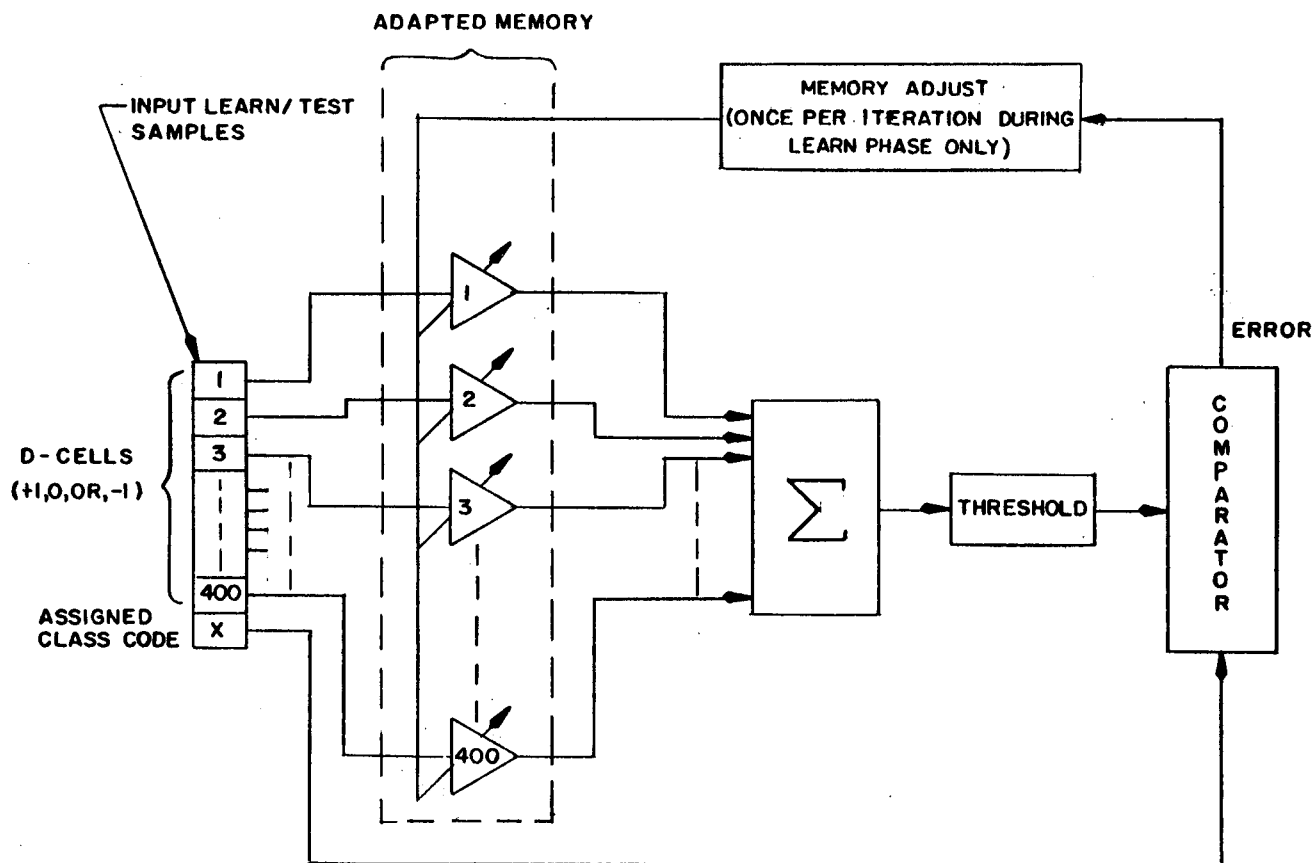 ADAPTED MEMORY
INPUT LEARN/TEST
SAMPLES
MEMORY ADJUST
(ONCE PER ITERATION DURING
LEARN PHASE ONLY)
1
2
3
400
X
D-CELLS
(+1,0,OR,-1)
ASSIGNED
CLASS CODE
1
2
3
400
Σ
THRESHOLD
COMPARATOR
ERROR